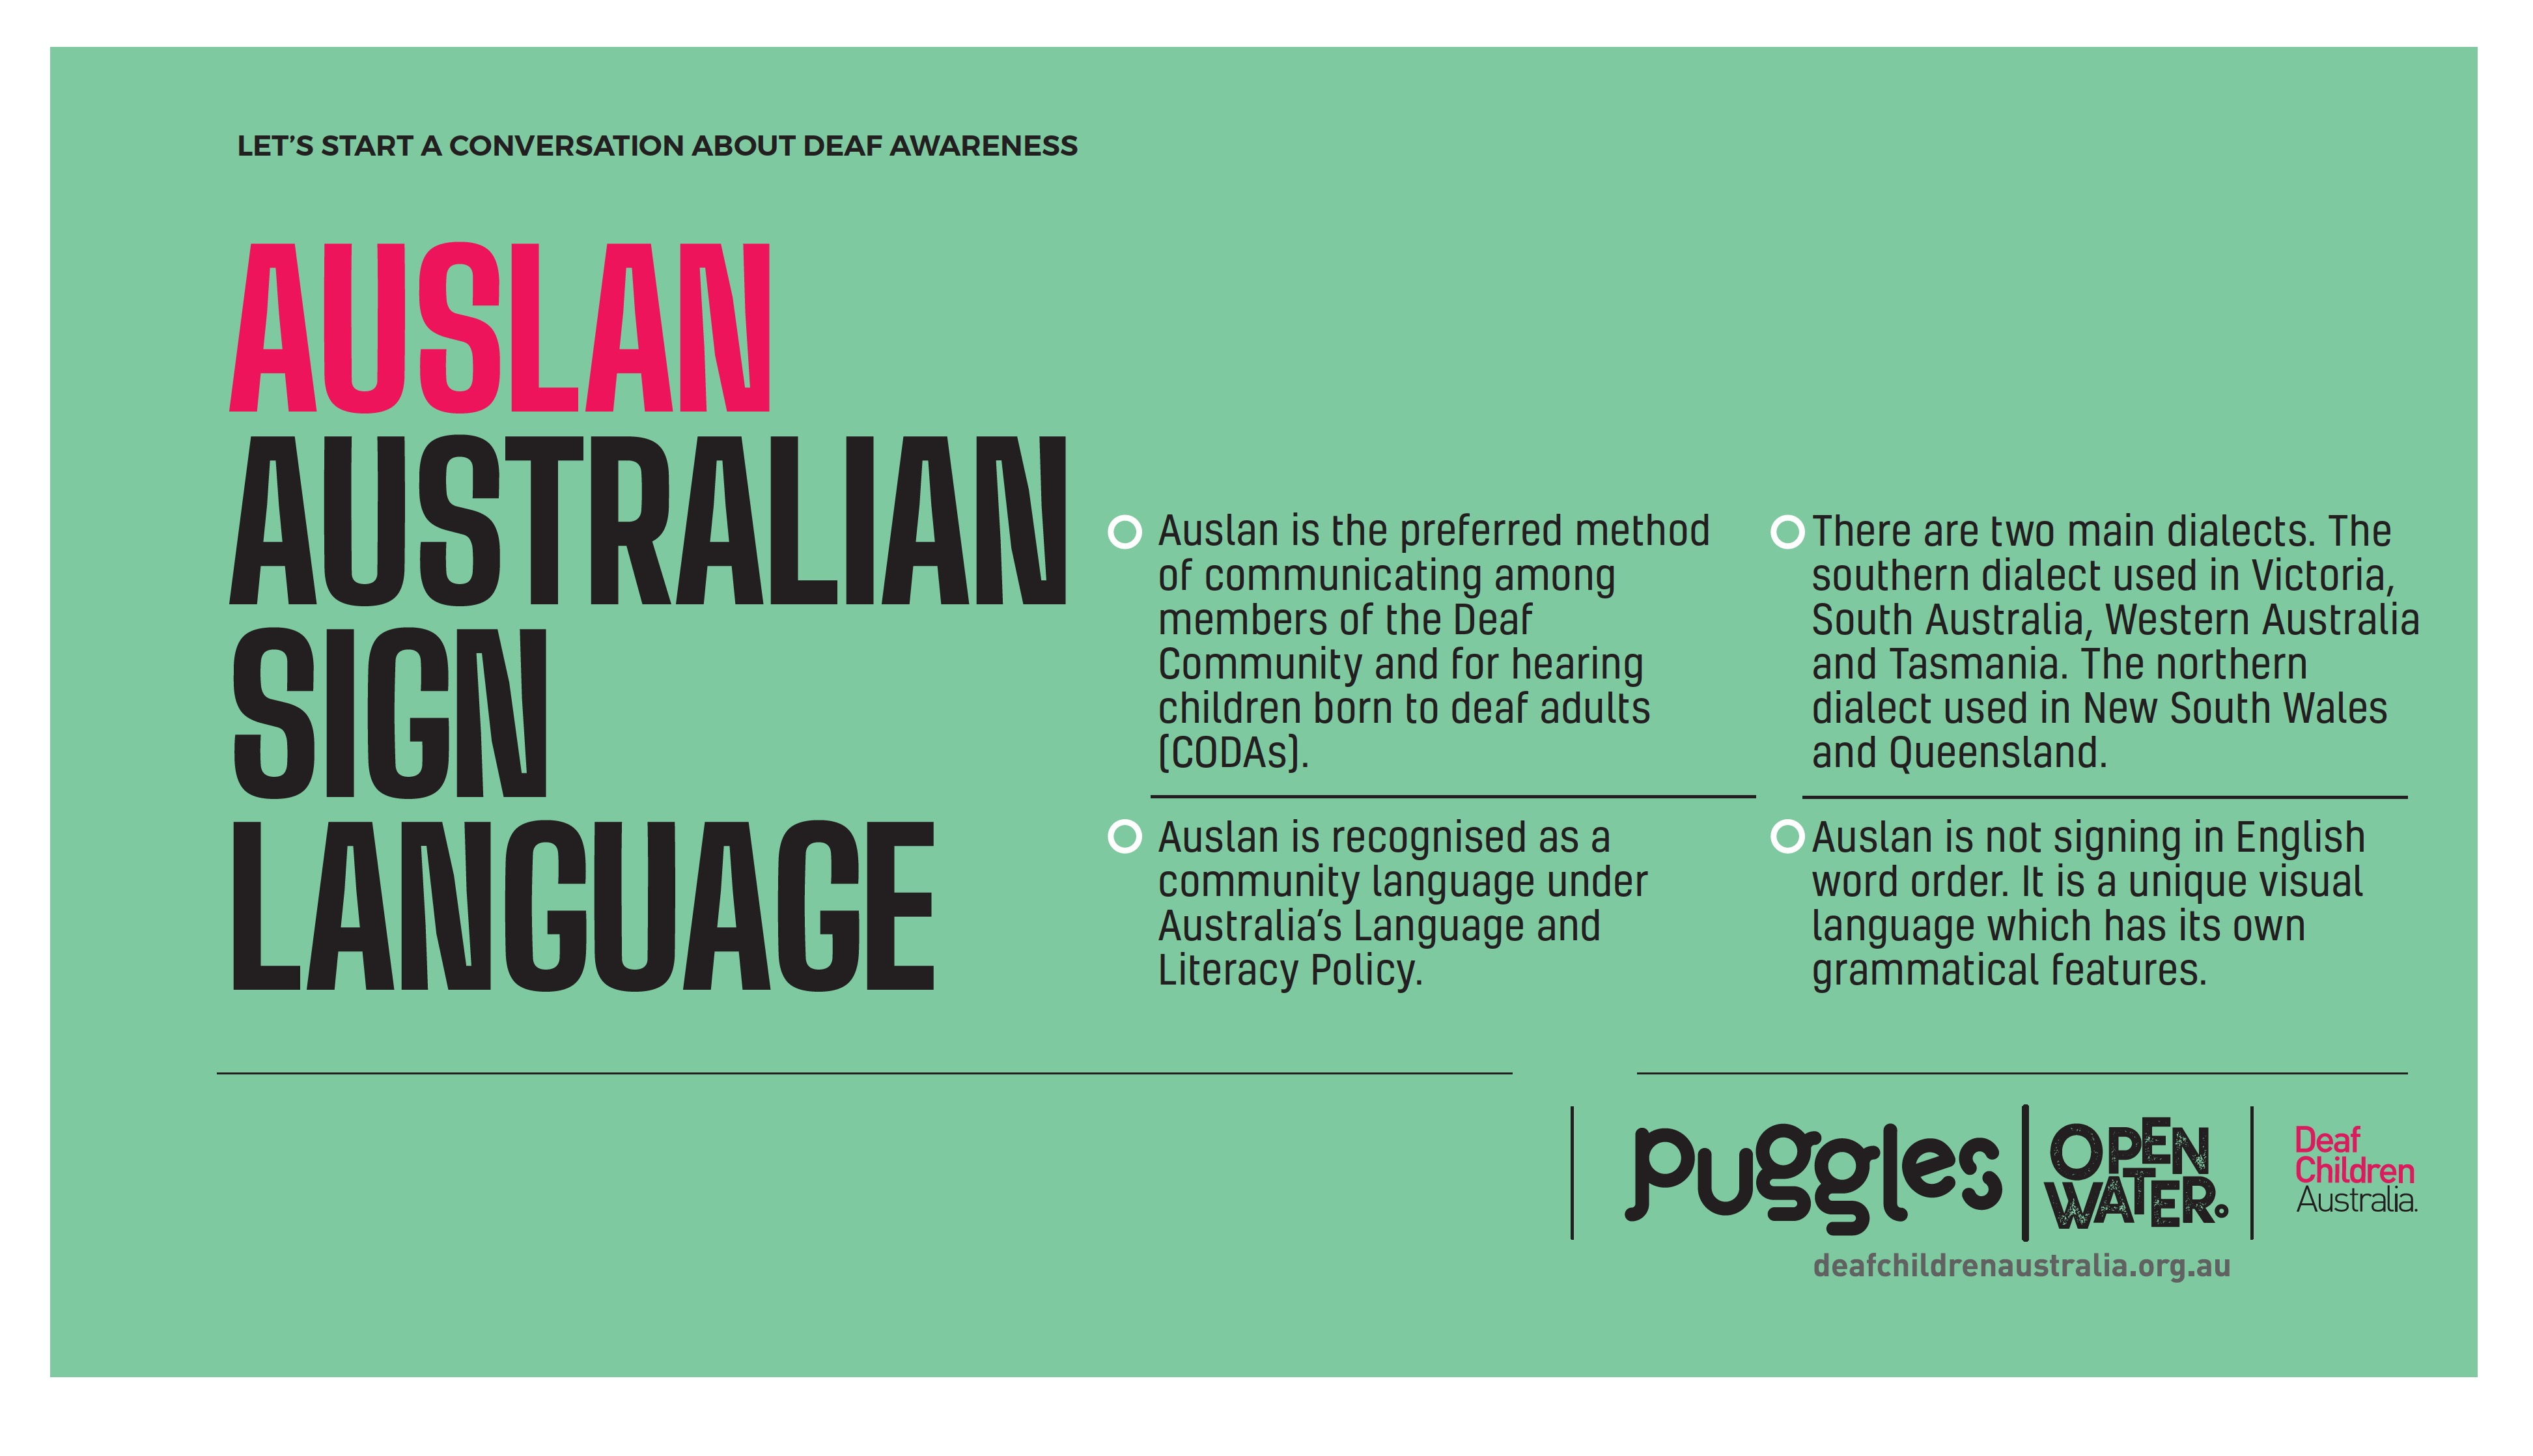 LET’S START A CONVERSATION ABOUT DEAF AWARENESS
AUSLAN
AUSTRALIAN
SIGN
LANGUAGE
Auslan is the preferred method
of communicating among
members of the Deaf
Community and for hearing
children born to deaf adults
(CODAs).
Auslan is recognised as a
community language under
Australia’s Language and
Literacy Policy.
There are two main dialects. The
southern dialect used in Victoria,
South Australia, Western Australia
and Tasmania. The northern
dialect used in New South Wales
and Queensland.
Auslan is not signing in English
word order. It is a unique visual
language which has its own
grammatical features.
puggles
OPEN
WATER.
Deaf
Children
Australia.
deafchildrenaustralia.org.au